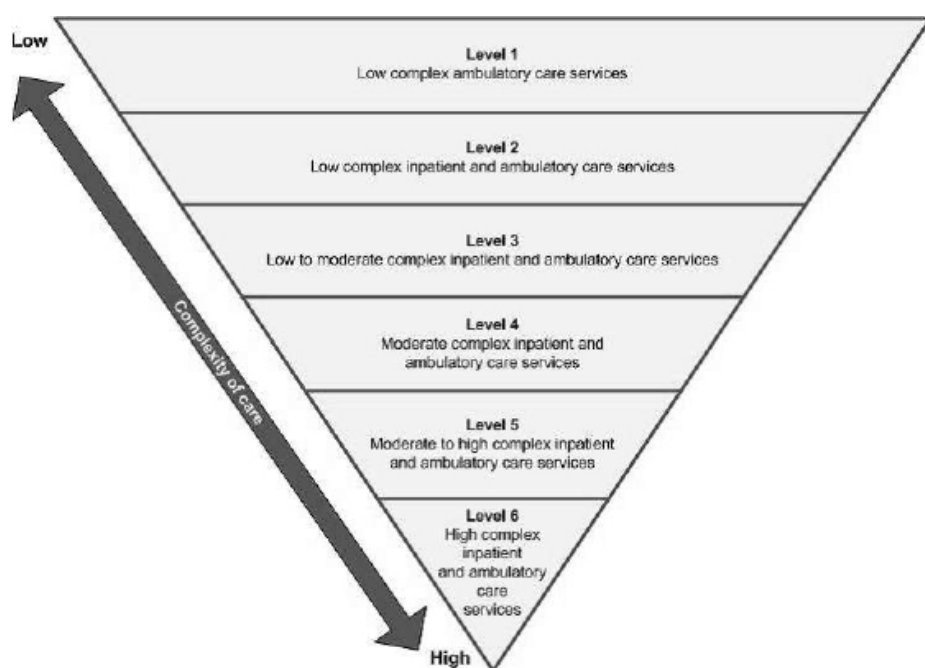 Low
Level 1
Low complex ambulatory care services
Level 2
Low complex inpatient and ambulatory care services
Level 3
Low to moderate complex inpatient and ambulatory care services
Level 4
Moderate complex inpatient and
ambulatory care services
Complexity of care
Level 5
Moderate to high complex inpatient
and ambulatory care services
Level 6
High complex
inpatient
and ambulatory
care
services
High